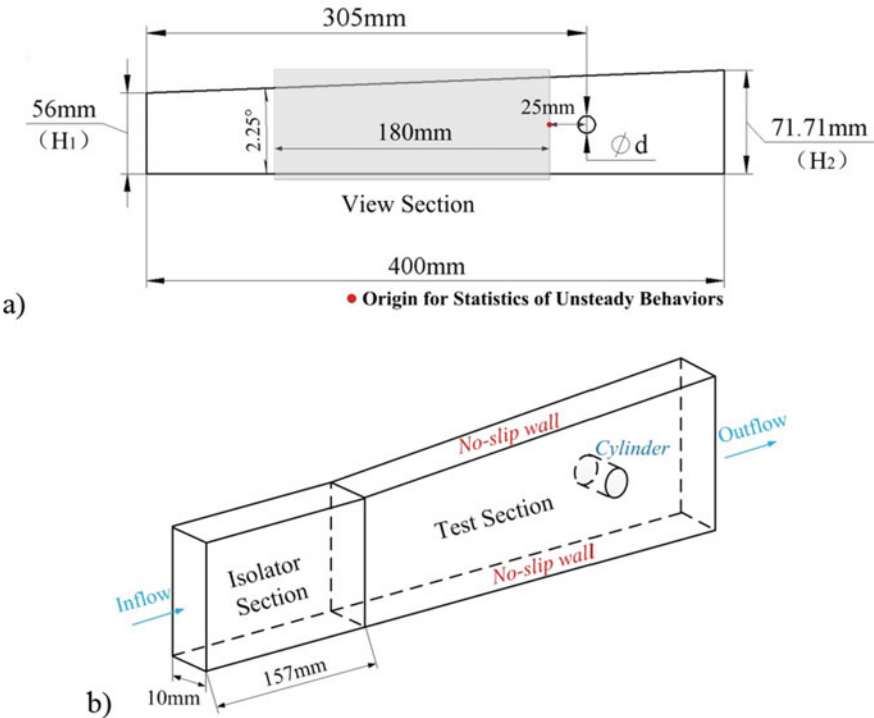 305mm
56mm
(H₁)
2.25°
180mm
25mm
∅d
71.71mm
(H₂)
View Section
400mm
a)
● Origin for Statistics of Unsteady Behaviors
No-slip wall
Cylinder
Outflow
Test Section
Isolator
Section
No-slip wall
Inflow
157mm
10mm
b)